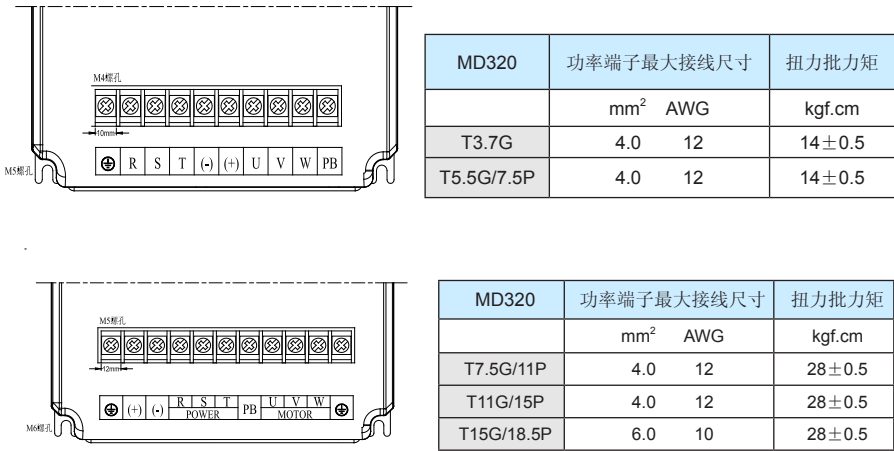 M4螺孔
10mm
R S T (-) (+) U V W PB
M5螺孔
MD320 功率端子最大接线尺寸 扭力批力矩
mm² AWG kgf.cm
T3.7G 4.0 12 14±0.5
T5.5G/7.5P 4.0 12 14±0.5
M5螺孔
12mm
(+) (-) R S T PB U V W
POWER MOTOR
M6螺孔
MD320 功率端子最大接线尺寸 扭力批力矩
mm² AWG kgf.cm
T7.5G/11P 4.0 12 28±0.5
T11G/15P 4.0 12 28±0.5
T15G/18.5P 6.0 10 28±0.5